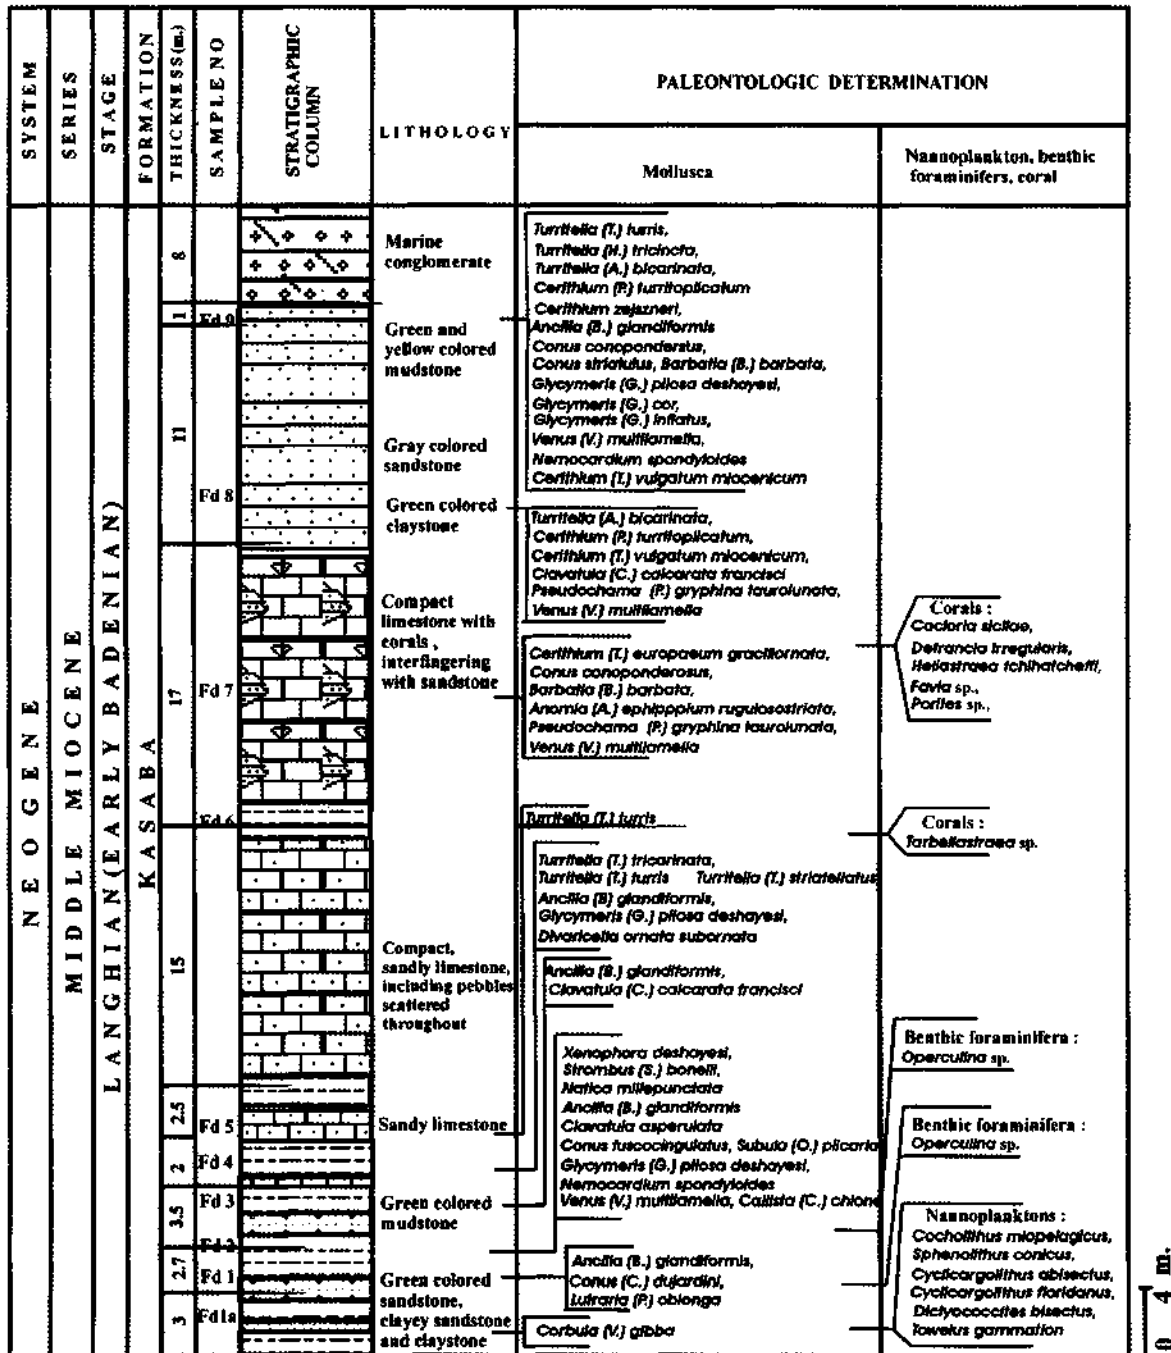 SYSTEM
SERIES
STAGE
FORMATION
THICKNESS(m.)
SAMPLE NO
STRATIGRAPHIC
COLUMN
LITHOLOGY
PALEONTOLOGIC DETERMINATION
Mollusca
Nannoplankton, benthic
foraminifers, coral
NEOGENE
MIDDLE MIOCENE
LANGHIAN (EARLY BADENIAN)
KASABA
8
1
11
17
15
2.5
2
3.5
2.7
3
Fd 9
Fd 8
Fd 7
Fd 6
Fd 5
Fd 4
Fd 3
Fd 2
Fd 1
Fd1a
Marine
conglomerate
Green and
yellow colored
mudstone
Gray colored
sandstone
Green colored
claystone
Compact
limestone with
corals ,
interfingering
with sandstone
Compact,
sandly limestone,
including pebbles
scattered
throughout
Sandy limestone
Green colored
mudstone
Green colored
sandstone,
clayey sandstone
and claystone
Turritella (T.) turris,
Turritella (H.) tricincta,
Turritella (A.) bicarinata,
Cerithium (P.) turritoplicatum
Cerithium zejszneri,
Ancilla (B.) glandiformis
Conus conopondersus,
Conus striatulus, Barbatia (B.) barbata,
Glycymeris (G.) pilosa deshayesi,
Glycymeris (G.) cor,
Glycymeris (G.) inflatus,
Venus (V.) multilamella,
Nemocardium spondyloides
Cerithium (T.) vulgatum miocenicum
Turritella (A.) bicarinata,
Cerithium (P.) turritoplicatum,
Cerithium (T.) vulgatum miocenicum,
Clavatula (C.) calcarata francisci
Pseudochama (P.) gryphina taurolunata,
Venus (V.) multilamella
Cerithium (T.) europaeum graciliornata,
Conus conoponderosus,
Barbatia (B.) barbata,
Anomia (A.) ephippium rugulosostriata,
Pseudochama (P.) gryphina taurolunata,
Venus (V.) multilamella
Turritella (T.) turris
Turritella (T.) tricarinata,
Turritella (T.) turris Turritella (T.) striatellatus
Ancilla (B) glandiformis,
Glycymeris (G.) pilosa deshayesi,
Divaricella ornata subornata
Ancilla (B.) glandiformis,
Clavatula (C.) calcarata francisci
Xenophora deshayesi,
Strombus (S.) bonelli,
Natica millepunctata
Ancilla (B.) glandiformis
Clavatula asperulata
Conus fuscocingulatus, Subula (O.) plicaria
Glycymeris (G.) pilosa deshayesi,
Nemocardium spondyloides
Venus (V.) multilamella, Callista (C.) chione
Ancilla (B.) glandiformis,
Conus (C.) dujardini,
Lutraria (P.) oblonga
Corbula (V.) gibba
Corals :
Cocloria sicilae,
Defrancia irregularis,
Heliastraea tchihatcheffi,
Favia sp.,
Porites sp.,
Corals :
Tarbellastraea sp.
Benthic foraminifera :
Operculina sp.
Benthic foraminifera :
Operculina sp.
Nannoplanktons :
Cocholithus miopelagicus,
Sphenolithus conicus,
Cyclicargolithus abisectus,
Cyclicargolithus floridanus,
Dictyococcites bisectus,
Toweius gammation
0 4 m.